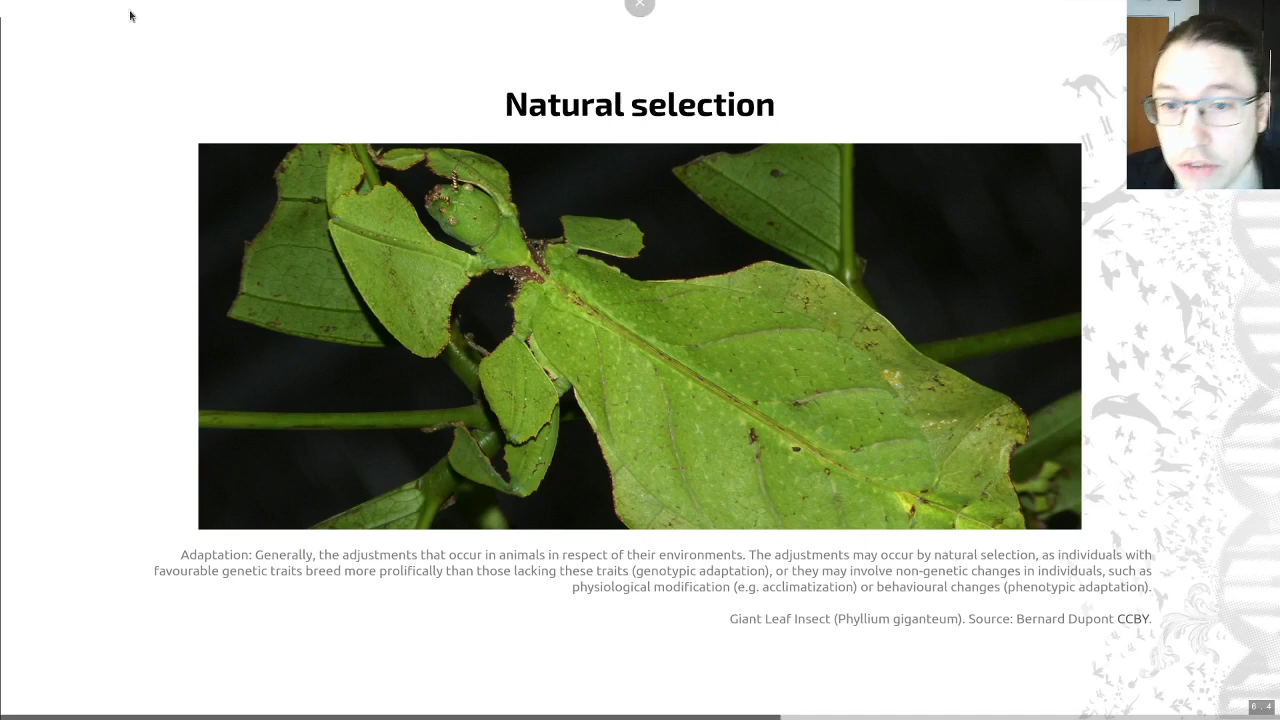 Natural selection
Adaptation: Generally, the adjustments that occur in animals in respect of their environments. The adjustments may occur by natural selection, as individuals with
favourable genetic traits breed more prolifically than those lacking these traits (genotypic adaptation), or they may involve non-genetic changes in individuals, such as
physiological modification (e.g. acclimatization) or behavioural changes (phenotypic adaptation).
Giant Leaf Insect (Phyllium giganteum). Source: Bernard Dupont CCBY.
6 . 4